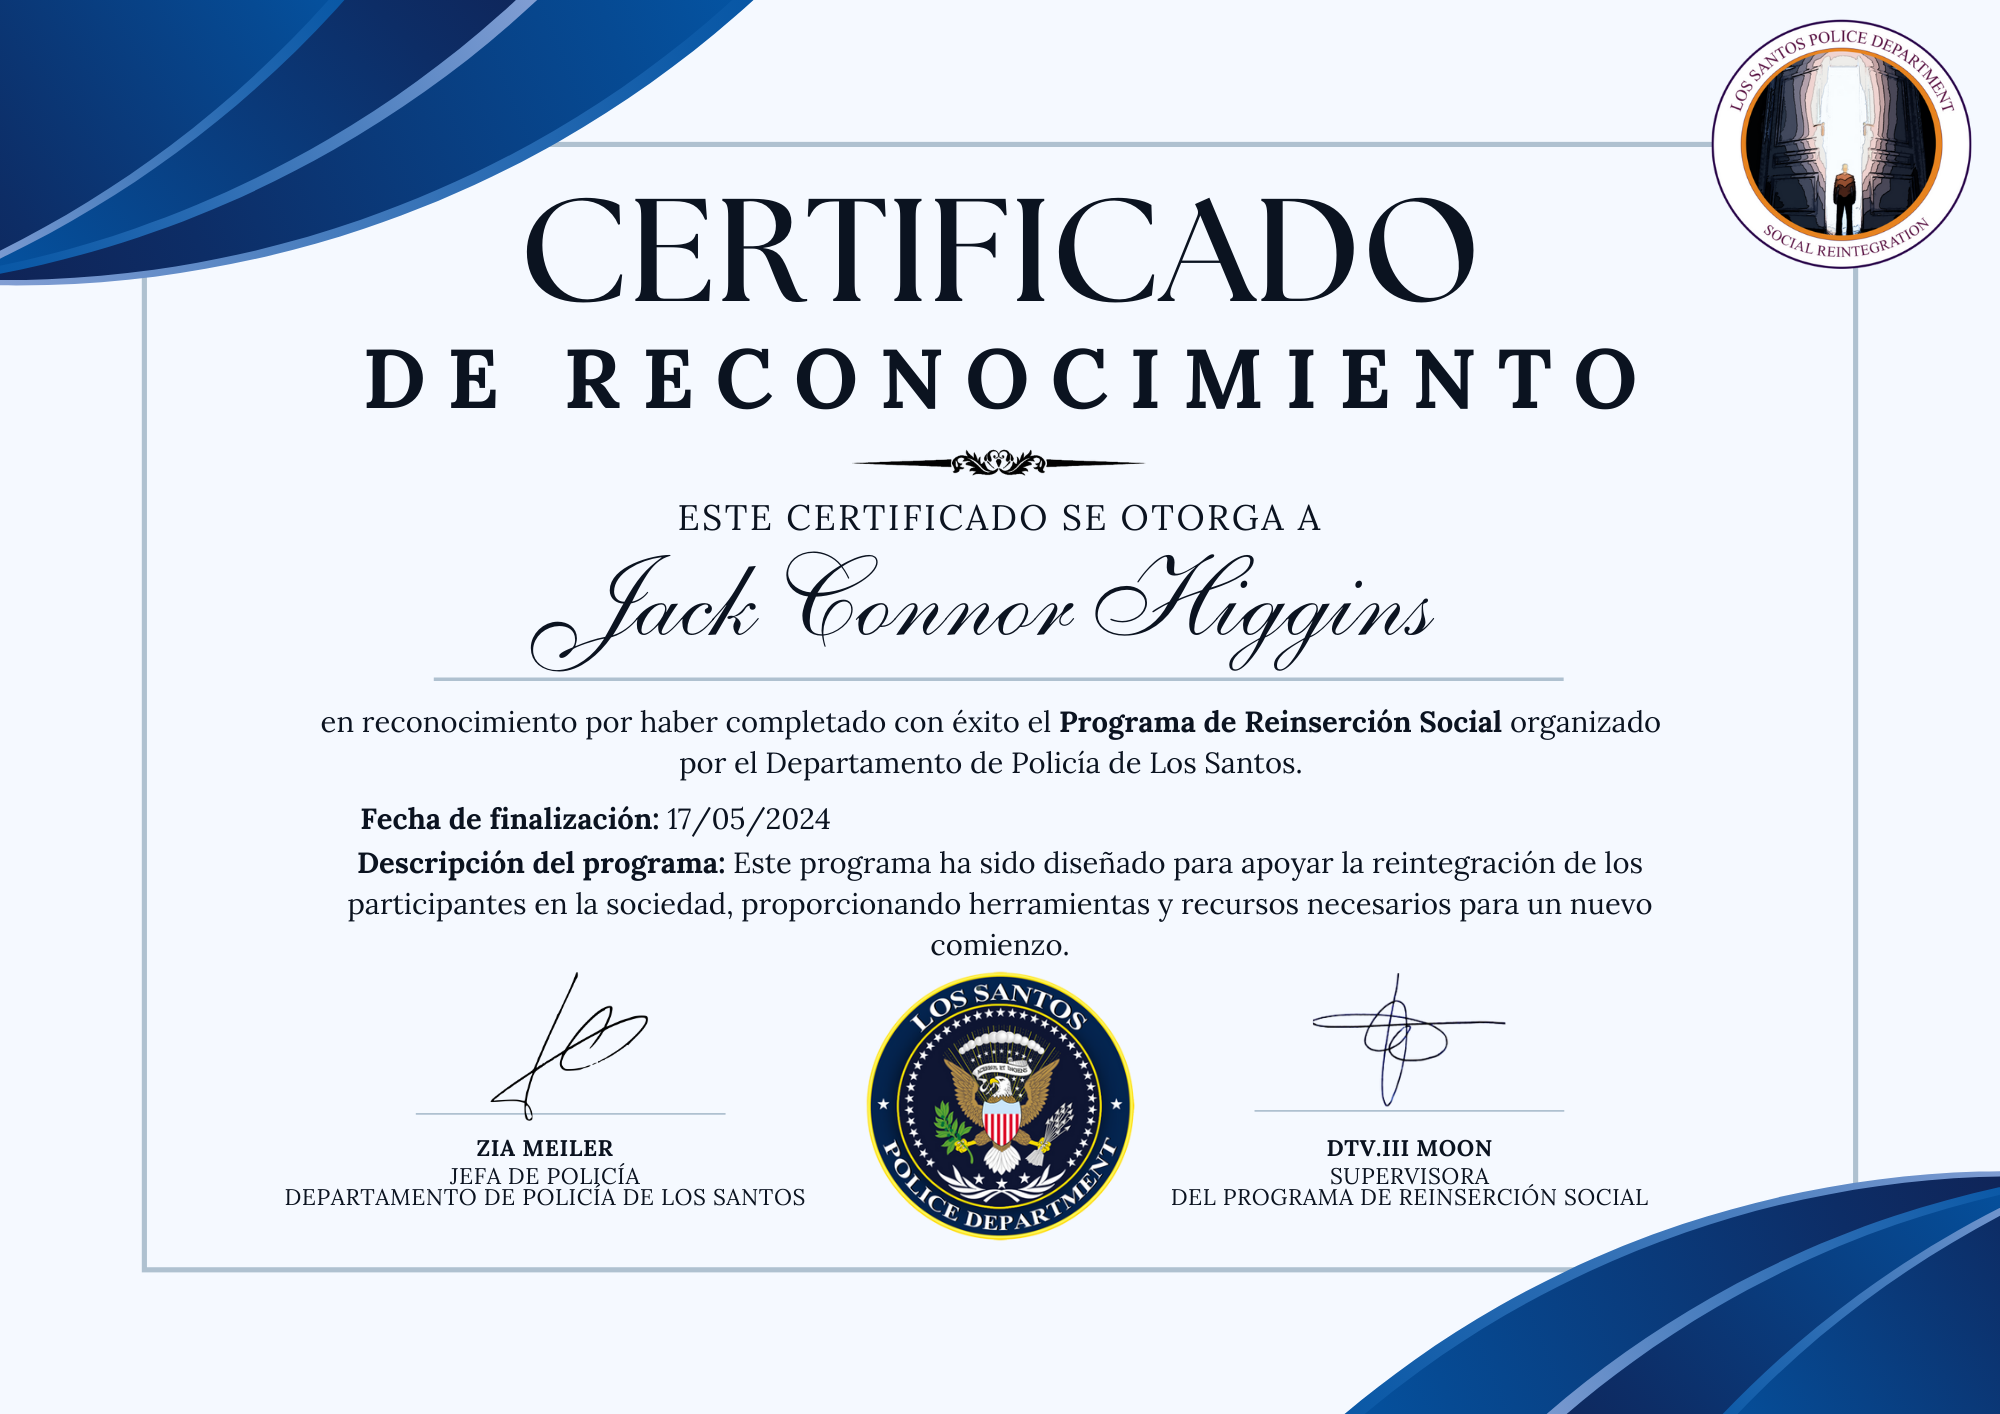 LOS SANTOS POLICE DEPARTMENT
SOCIAL REINTEGRATION
CERTIFICADO
DE RECONOCIMIENTO
ESTE CERTIFICADO SE OTORGA A
Jack Connor Higgins
en reconocimiento por haber completado con éxito el Programa de Reinserción Social organizado
por el Departamento de Policía de Los Santos.
Fecha de finalización: 17/05/2024
Descripción del programa: Este programa ha sido diseñado para apoyar la reintegración de los
participantes en la sociedad, proporcionando herramientas y recursos necesarios para un nuevo
comienzo.
LOS SANTOS
POLICE DEPARTMENT
ZIA MEILER
JEFA DE POLICÍA
DEPARTAMENTO DE POLICÍA DE LOS SANTOS
DTV.III MOON
SUPERVISORA
DEL PROGRAMA DE REINSERCIÓN SOCIAL